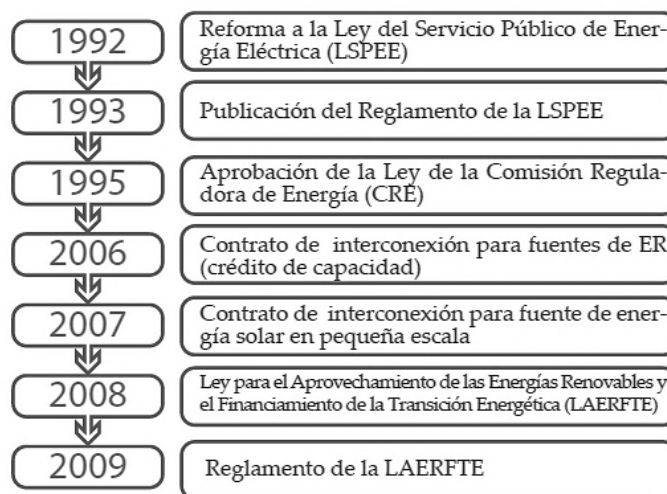 1992
Reforma a la Ley del Servicio Público de Ener-
gía Eléctrica (LSPEE)
1993
Publicación del Reglamento de la LSPEE
1995
Aprobación de la Ley de la Comisión Regula-
dora de Energía (CRE)
2006
Contrato de interconexión para fuentes de ER
(crédito de capacidad)
2007
Contrato de interconexión para fuente de ener-
gía solar en pequeña escala
2008
Ley para el Aprovechamiento de las Energías Renovables y
el Financiamiento de la Transición Energética (LAERFTE)
2009
Reglamento de la LAERFTE